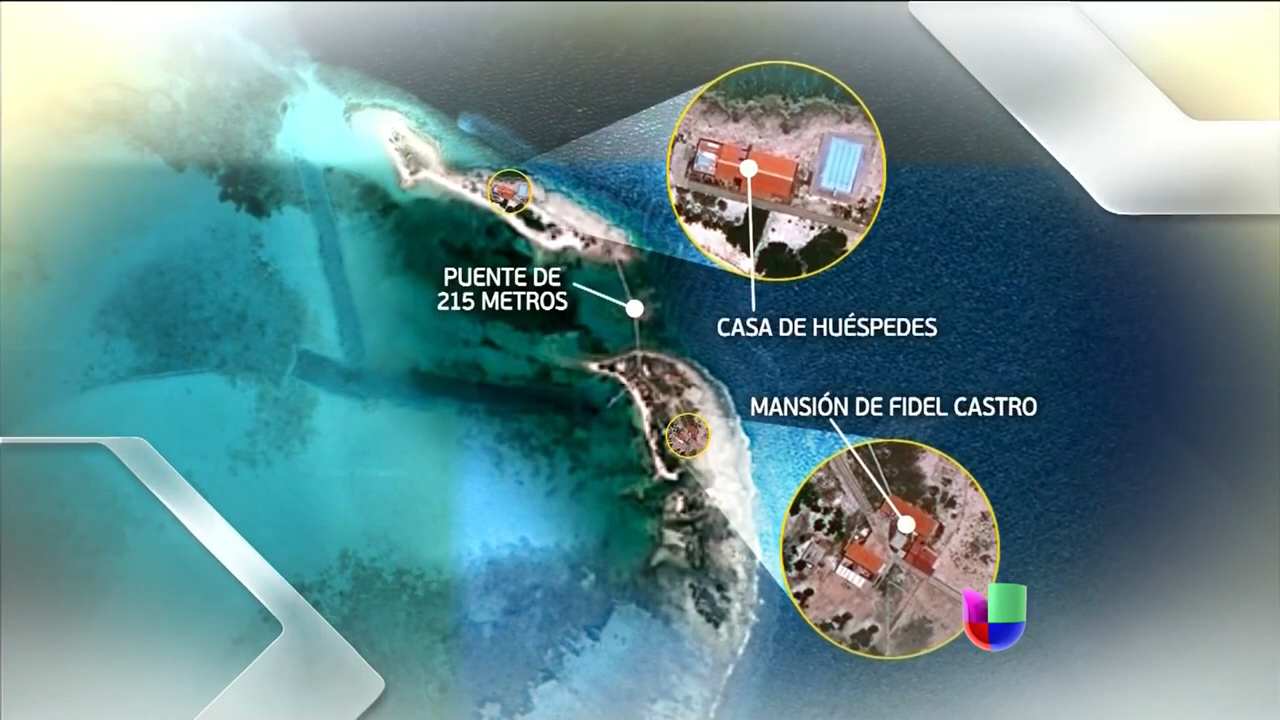 PUENTE DE
215 METROS
CASA DE HUÉSPEDES
MANSIÓN DE FIDEL CASTRO